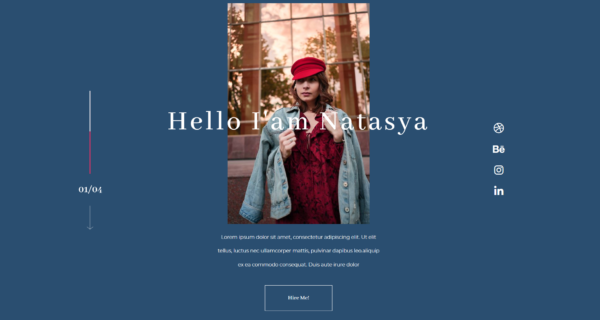 Hello I am Natasya
01/04
Bē
in
Lorem ipsum dolor sit amet, consectetur adipiscing elit. Ut elit
tellus, luctus nec ullamcorper mattis, pulvinar dapibus leo.aliquip
ex ea commodo consequat. Duis aute irure dolor
Hire Me!